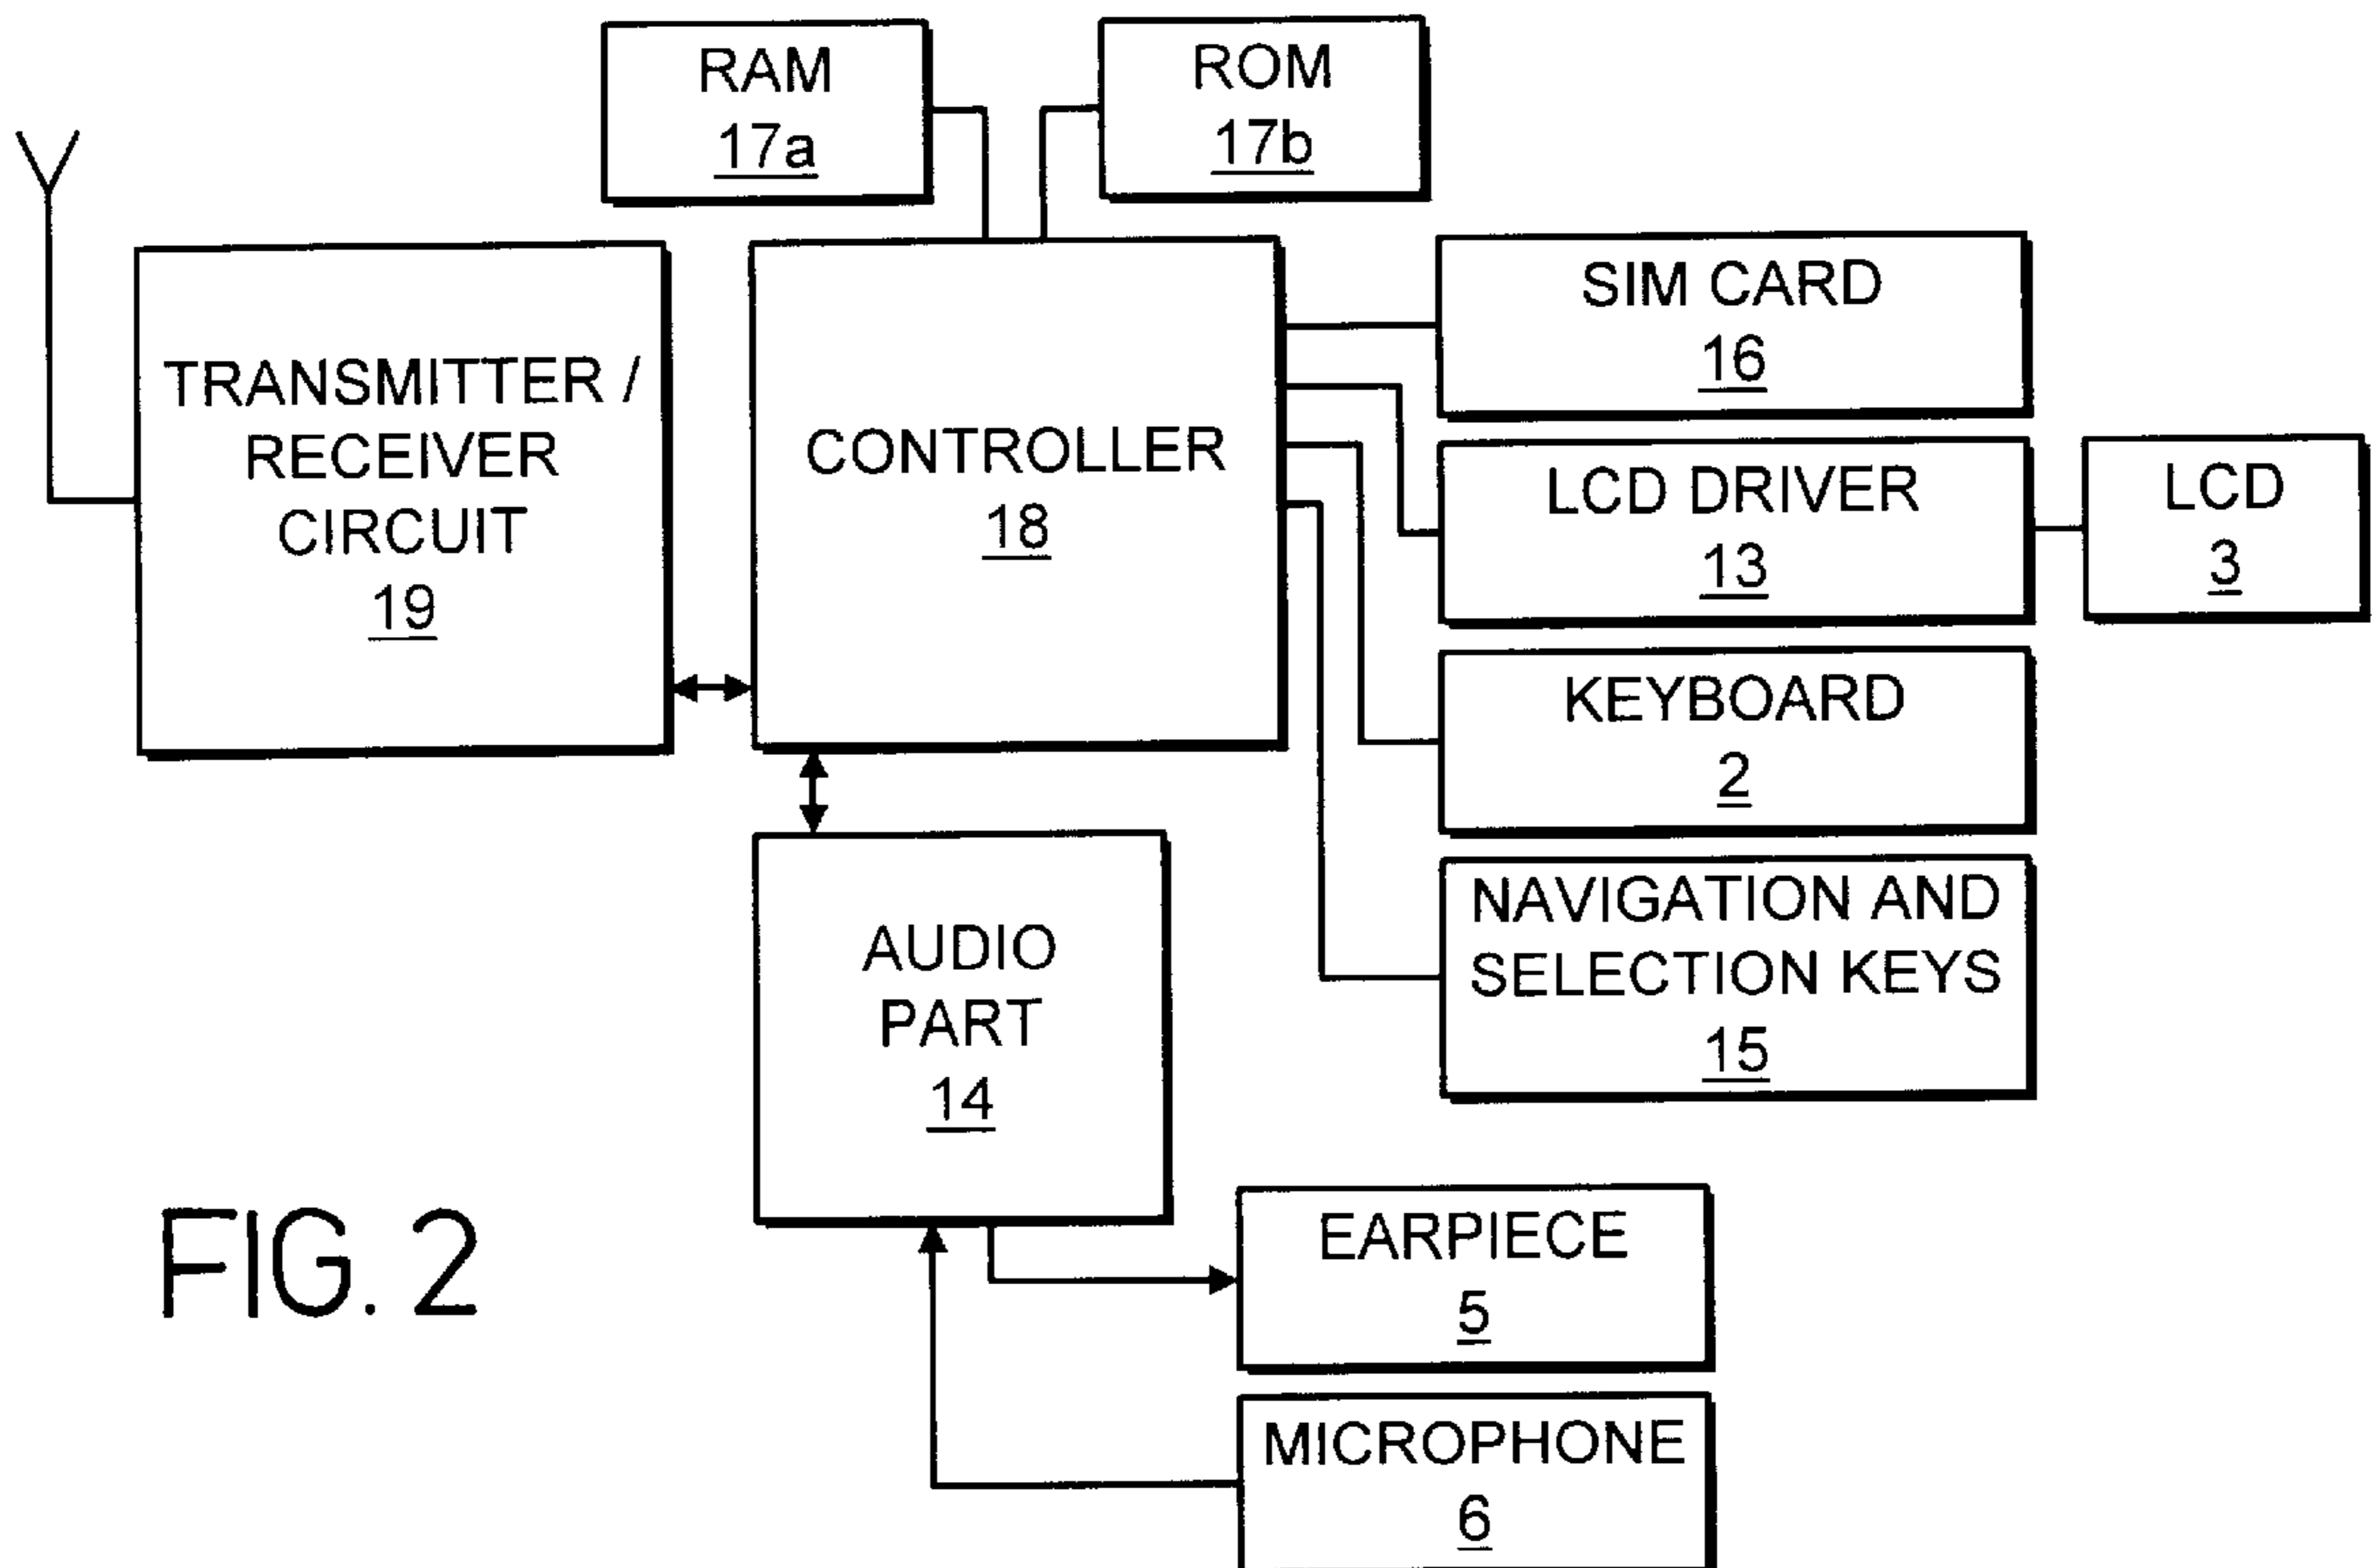 RAM
17a
ROM
17b
TRANSMITTER /
RECEIVER
CIRCUIT
19
CONTROLLER
18
SIM CARD
16
LCD DRIVER
13
LCD
3
KEYBOARD
2
NAVIGATION AND
SELECTION KEYS
15
AUDIO
PART
14
EARPIECE
5
MICROPHONE
6
FIG. 2